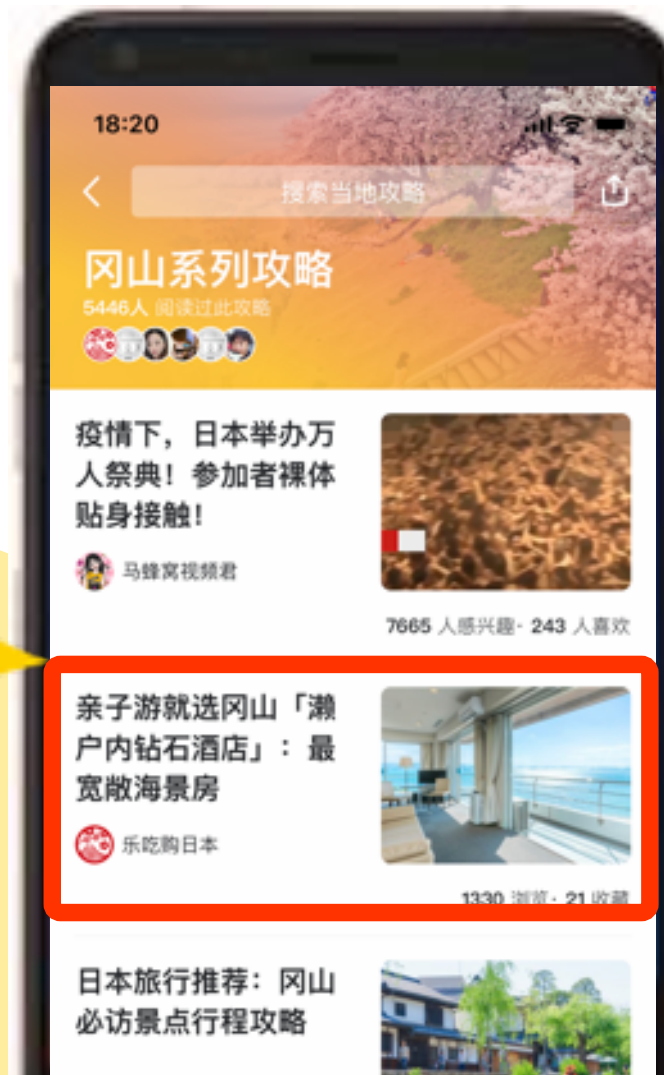 18:20
搜索当地攻略
冈山系列攻略
5446人 阅读过此攻略
疫情下，日本举办万
人祭典！参加者裸体
贴身接触！
马蜂窝视频君
7665 人感兴趣· 243 人喜欢
亲子游就选冈山「濑
户内钻石酒店」：最
宽敞海景房
乐吃购日本
1330 浏览· 21 收藏
日本旅行推荐：冈山
必访景点行程攻略